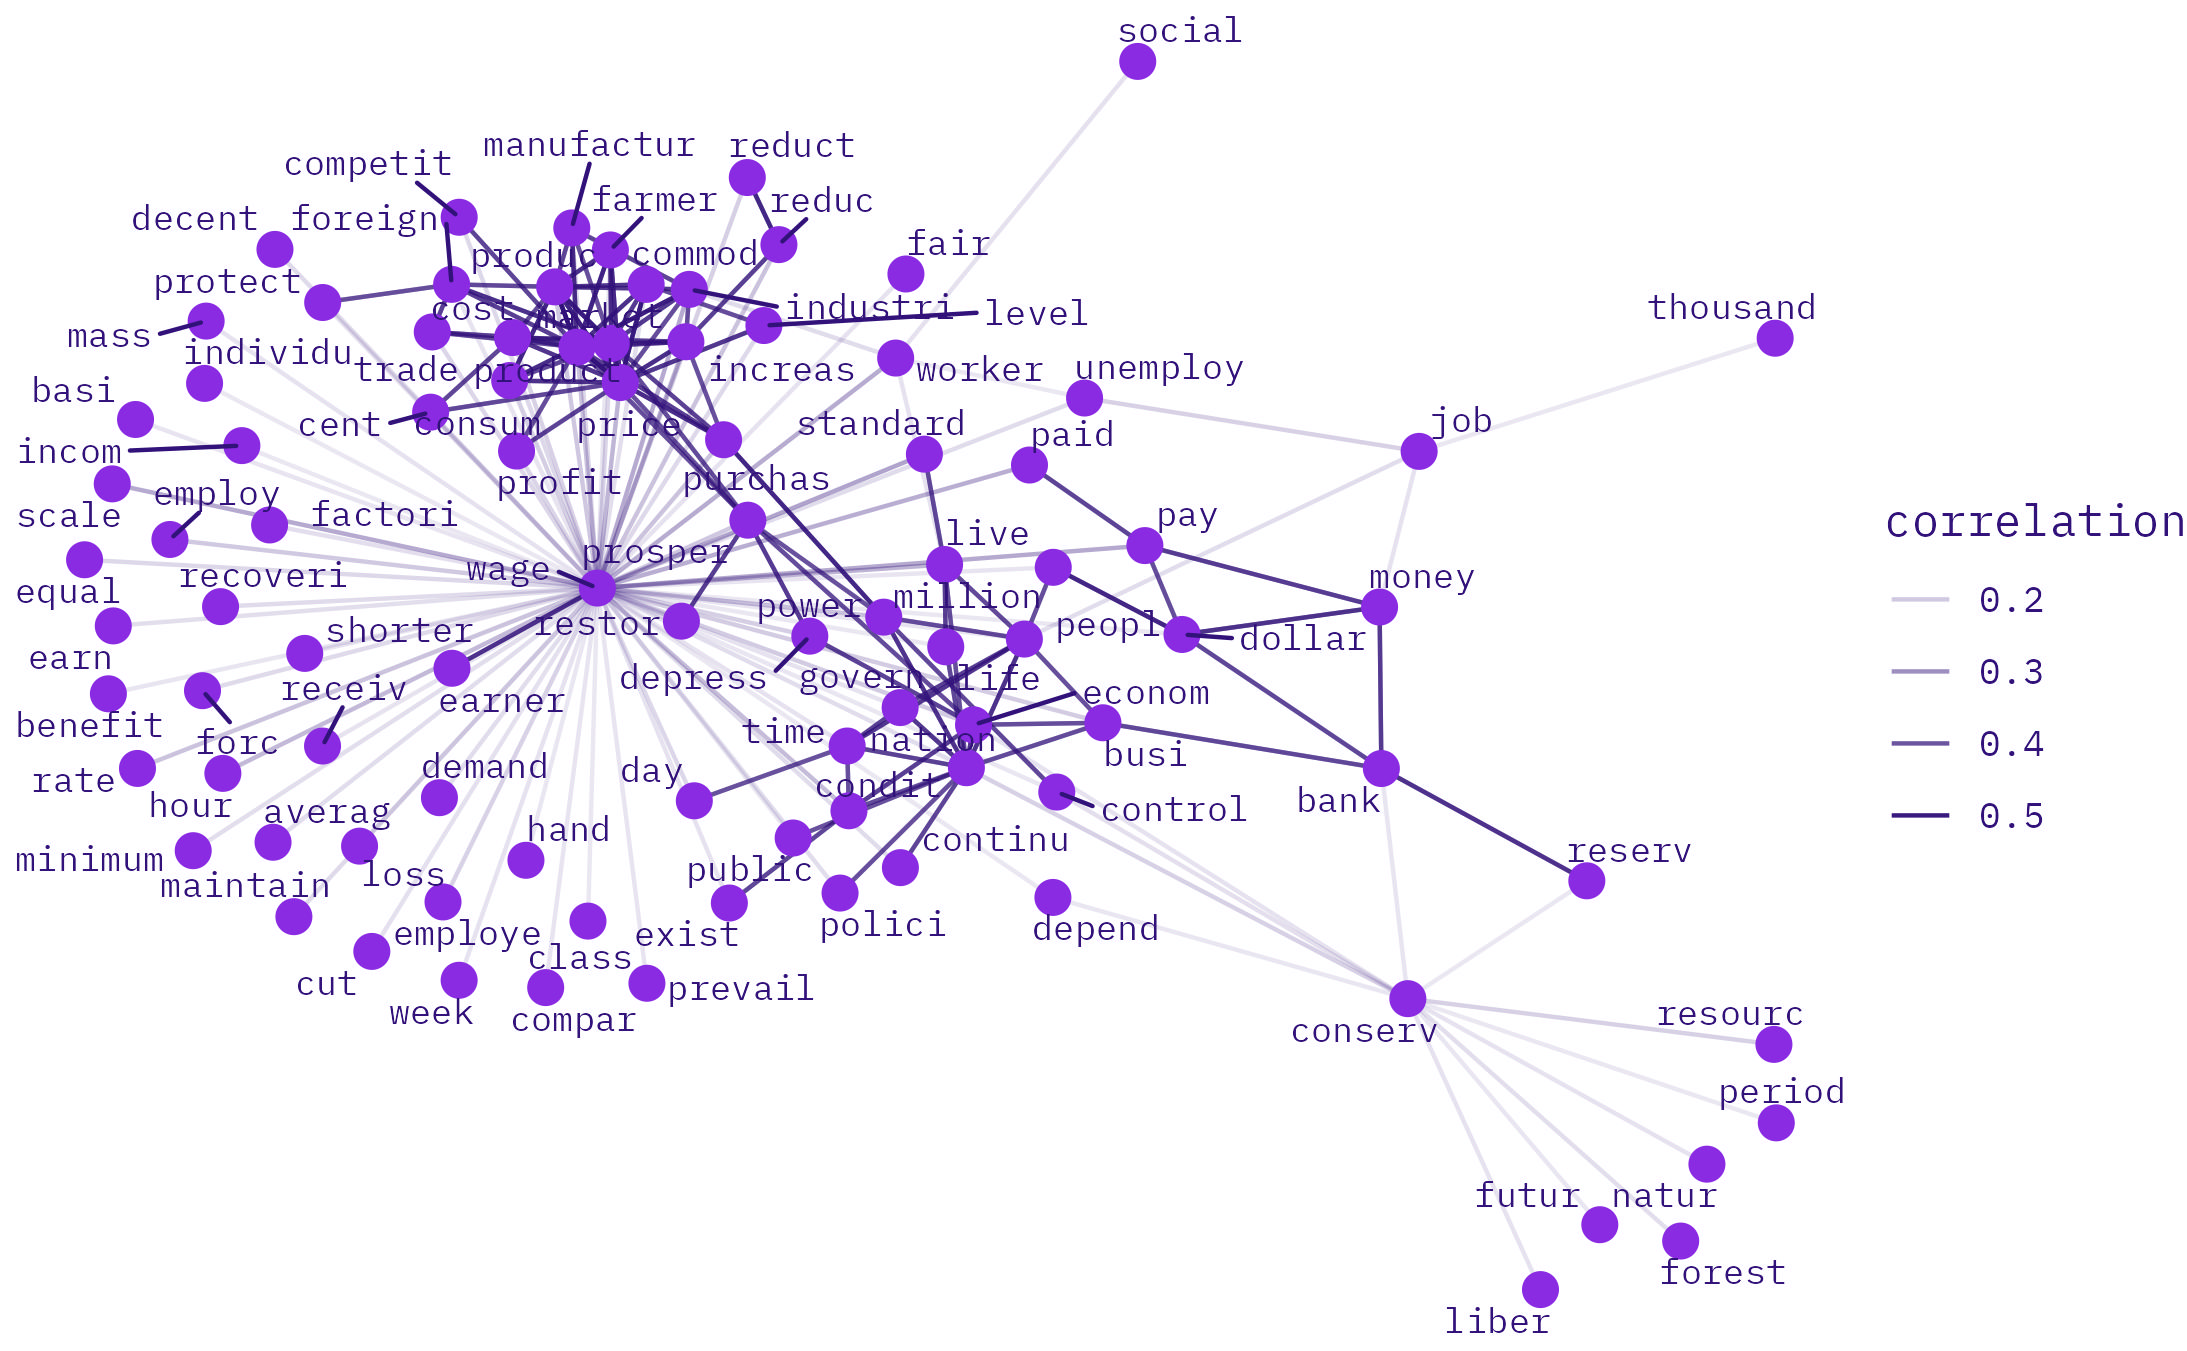 social
manufactur
reduct
competit
farmer
reduc
decent
foreign
fair
produc
commod
protect
cost
industri
level
thousand
mass
market
individu
trade
product
increas
worker
unemploy
basi
job
cent
consum
price
standard
paid
incom
profit
purchas
employ
scale
factori
pay
live
correlation
prosper
wage
recoveri
money
equal
power
million
0.2
restor
peopl
dollar
shorter
earn
depress
govern
life
0.3
receiv
earner
econom
benefit
time
nation
forc
busi
0.4
rate
demand
day
condit
hour
averag
bank
control
0.5
hand
continu
minimum
loss
public
reserv
maintain
employe
exist
polici
depend
class
cut
prevail
week
compar
conserv
resourc
period
futur
natur
forest
liber